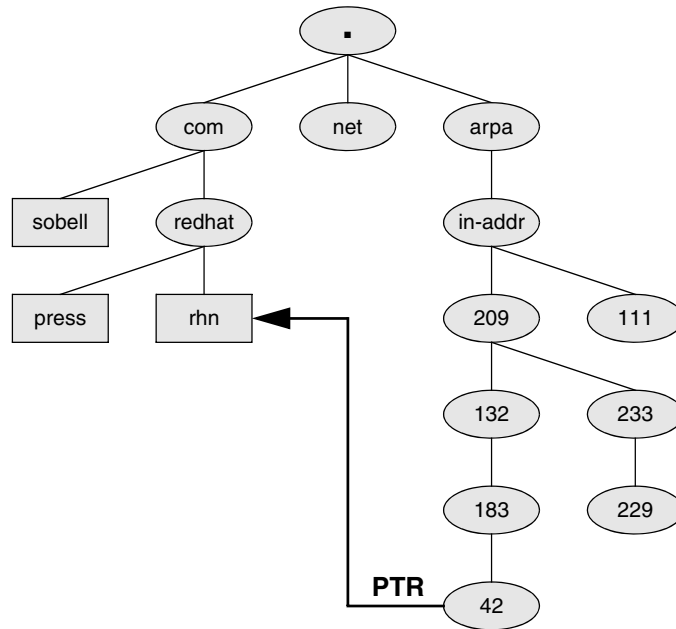 .
com net arpa
sobell redhat in-addr
press rhn 209 111
132 233
183 229
PTR 42